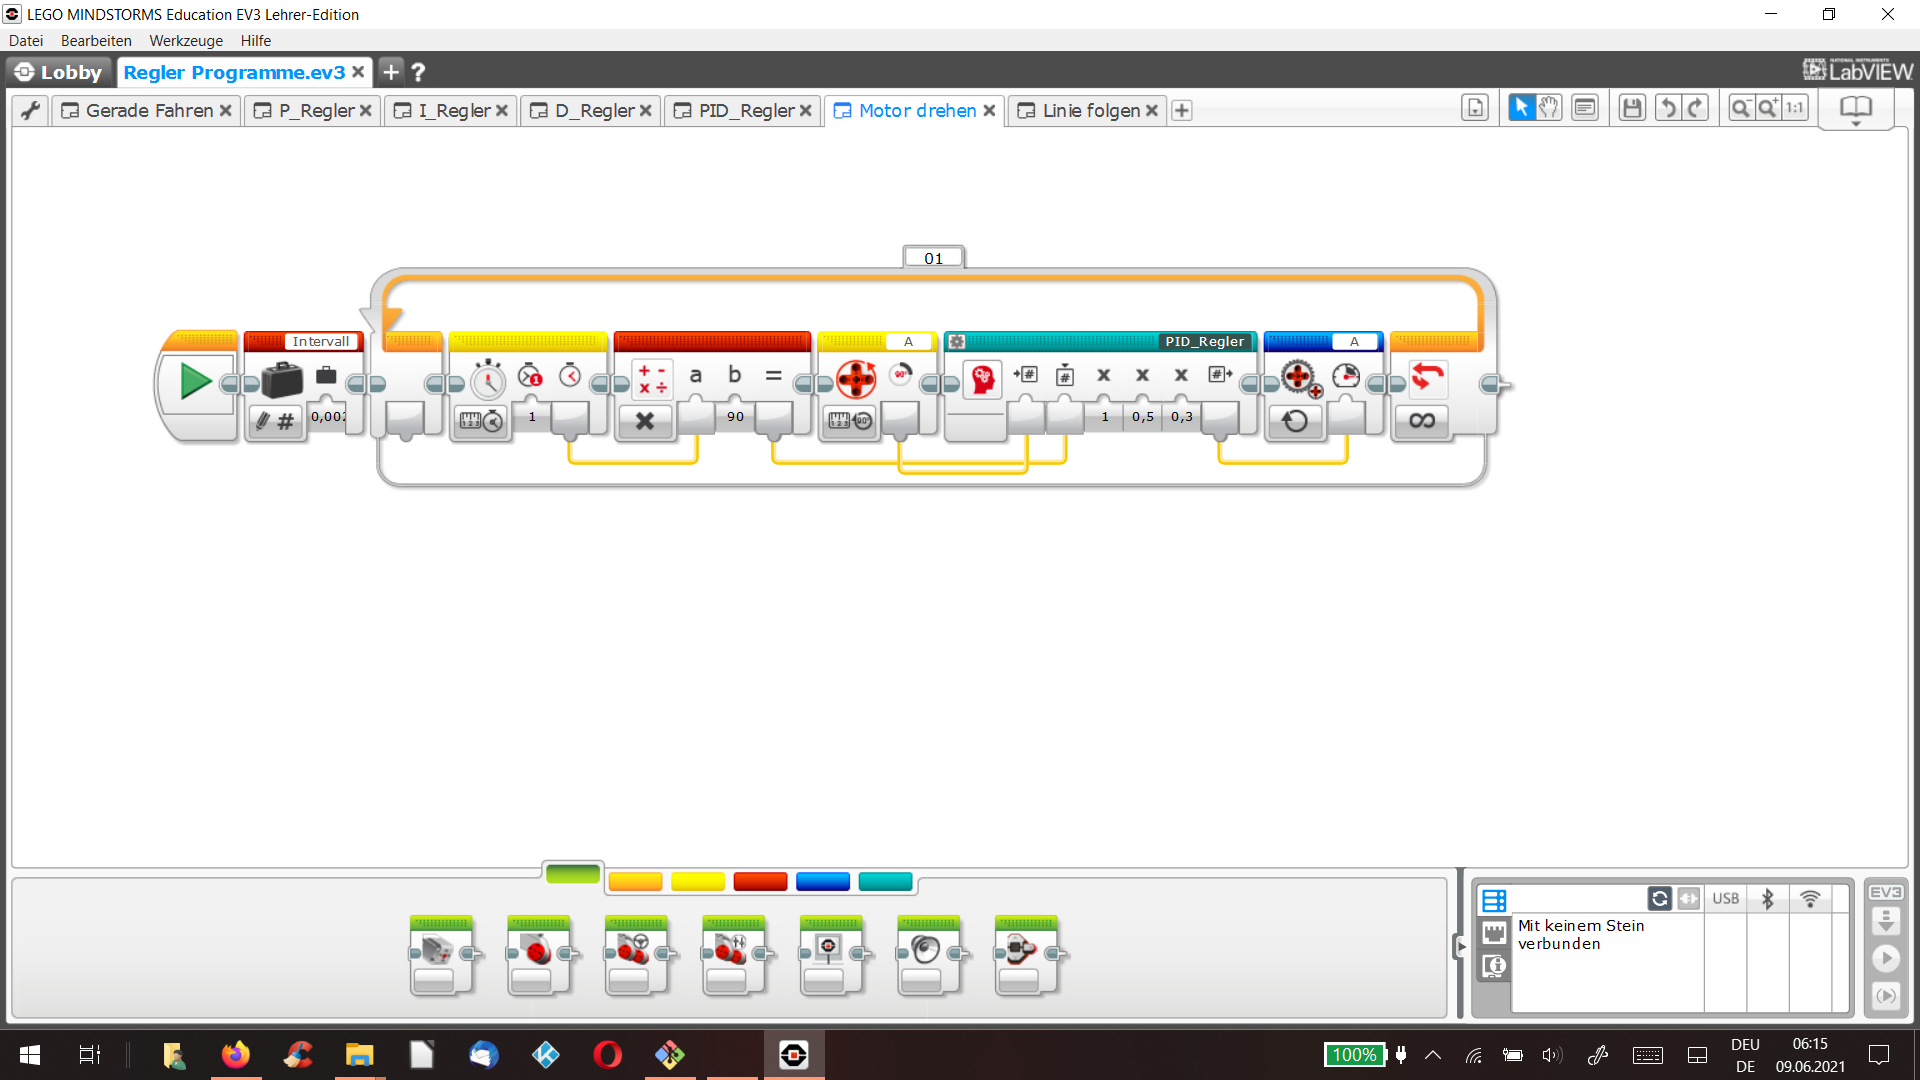 LEGO MINDSTORMS Education EV3 Lehrer-Edition
Datei Bearbeiten Werkzeuge Hilfe
Lobby Regler Programme.ev3 + ?
NATIONAL INSTRUMENTS
LabVIEW
Gerade Fahren P_Regler I_Regler D_Regler PID_Regler Motor drehen Linie folgen 1:1
01
Intervall A PID_Regler A
a b =
1 90 1 0,5 0,3
EV3
USB
Mit keinem Stein
verbunden
100% DEU 06:15
DE 09.06.2021